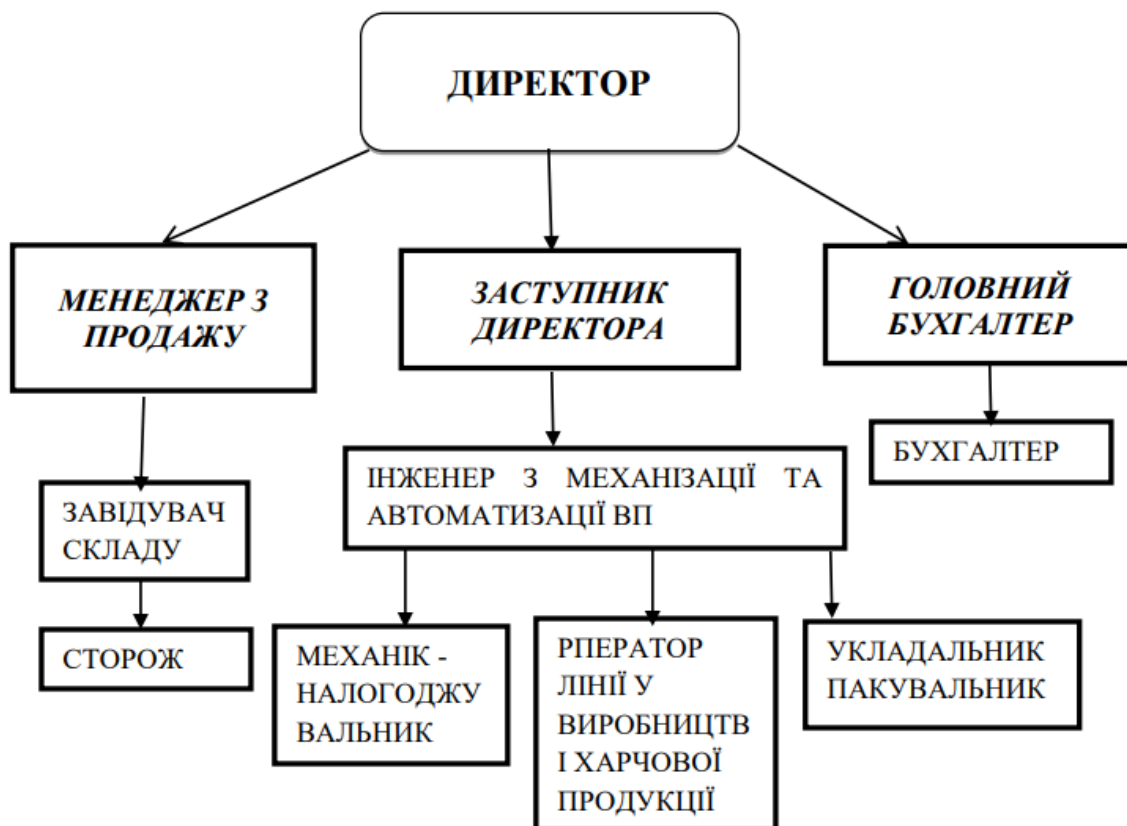 ДИРЕКТОР
МЕНЕДЖЕР З
ПРОДАЖУ
ЗАСТУПНИК
ДИРЕКТОРА
ГОЛОВНИЙ
БУХГАЛТЕР
БУХГАЛТЕР
ІНЖЕНЕР З МЕХАНІЗАЦІЇ ТА
АВТОМАТИЗАЦІЇ ВП
ЗАВІДУВАЧ
СКЛАДУ
СТОРОЖ
МЕХАНІК -
НАЛОГОДЖУ
ВАЛЬНИК
РПЕРАТОР
ЛІНІЇ У
ВИРОБНИЦТВ
І ХАРЧОВОЇ
ПРОДУКЦІЇ
УКЛАДАЛЬНИК
ПАКУВАЛЬНИК